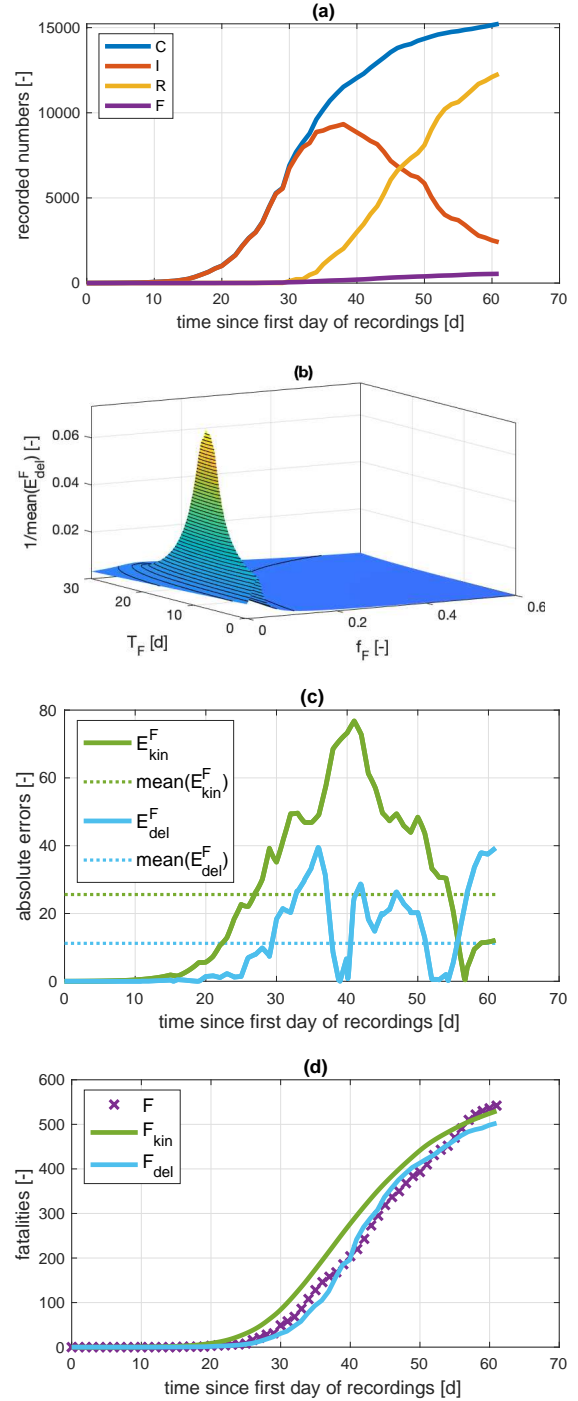 (a)
15000
10000
5000
0
recorded numbers [-]
C
I
R
F
0 10 20 30 40 50 60 70
time since first day of recordings [d]
(b)
1/mean(E^F_del) [-]
0.06
0.04
0.02
30
20
10
0
T_F [d]
0
0.2
0.4
0.6
f_F [-]
(c)
80
60
40
20
0
absolute errors [-]
E^F_kin
mean(E^F_kin)
E^F_del
mean(E^F_del)
0 10 20 30 40 50 60 70
time since first day of recordings [d]
(d)
600
500
400
300
200
100
0
fatalities [-]
F
F_kin
F_del
0 10 20 30 40 50 60 70
time since first day of recordings [d]